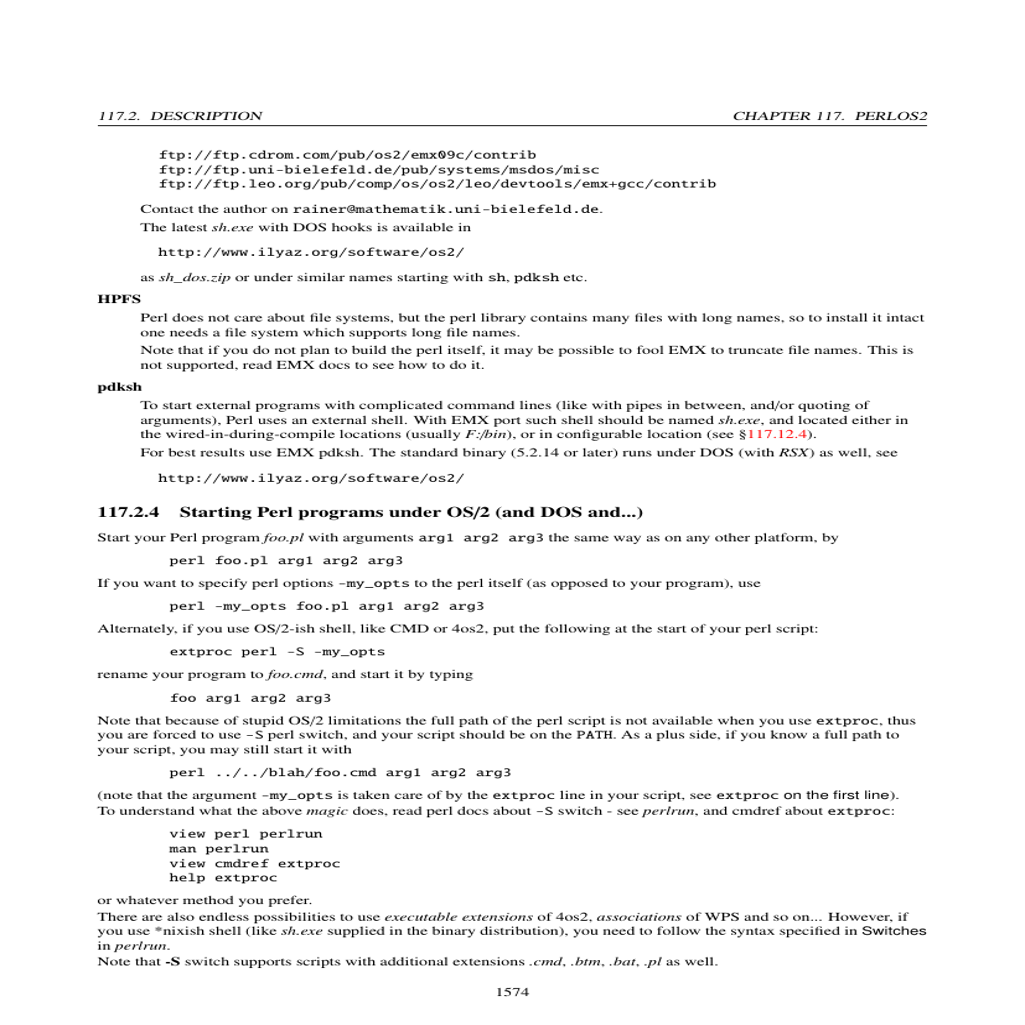 117.2. DESCRIPTION CHAPTER 117. PERLOS2
ftp://ftp.cdrom.com/pub/os2/emx09c/contrib
ftp://ftp.uni-bielefeld.de/pub/systems/msdos/misc
ftp://ftp.leo.org/pub/comp/os/os2/leo/devtools/emx+gcc/contrib
Contact the author on rainer@mathematik.uni-bielefeld.de.
The latest sh.exe with DOS hooks is available in
http://www.ilyaz.org/software/os2/
as sh_dos.zip or under similar names starting with sh, pdksh etc.
HPFS
Perl does not care about file systems, but the perl library contains many files with long names, so to install it intact
one needs a file system which supports long file names.
Note that if you do not plan to build the perl itself, it may be possible to fool EMX to truncate file names. This is
not supported, read EMX docs to see how to do it.
pdksh
To start external programs with complicated command lines (like with pipes in between, and/or quoting of
arguments), Perl uses an external shell. With EMX port such shell should be named sh.exe, and located either in
the wired-in-during-compile locations (usually F:/bin), or in configurable location (see §117.12.4).
For best results use EMX pdksh. The standard binary (5.2.14 or later) runs under DOS (with RSX) as well, see
http://www.ilyaz.org/software/os2/
117.2.4 Starting Perl programs under OS/2 (and DOS and...)
Start your Perl program foo.pl with arguments arg1 arg2 arg3 the same way as on any other platform, by
perl foo.pl arg1 arg2 arg3
If you want to specify perl options -my_opts to the perl itself (as opposed to your program), use
perl -my_opts foo.pl arg1 arg2 arg3
Alternately, if you use OS/2-ish shell, like CMD or 4os2, put the following at the start of your perl script:
extproc perl -S -my_opts
rename your program to foo.cmd, and start it by typing
foo arg1 arg2 arg3
Note that because of stupid OS/2 limitations the full path of the perl script is not available when you use extproc, thus
you are forced to use -S perl switch, and your script should be on the PATH. As a plus side, if you know a full path to
your script, you may still start it with
perl ../../blah/foo.cmd arg1 arg2 arg3
(note that the argument -my_opts is taken care of by the extproc line in your script, see extproc on the first line).
To understand what the above magic does, read perl docs about -S switch - see perlrun, and cmdref about extproc:
view perl perlrun
man perlrun
view cmdref extproc
help extproc
or whatever method you prefer.
There are also endless possibilities to use executable extensions of 4os2, associations of WPS and so on... However, if
you use *nixish shell (like sh.exe supplied in the binary distribution), you need to follow the syntax specified in Switches
in perlrun.
Note that -S switch supports scripts with additional extensions .cmd, .btm, .bat, .pl as well.
1574